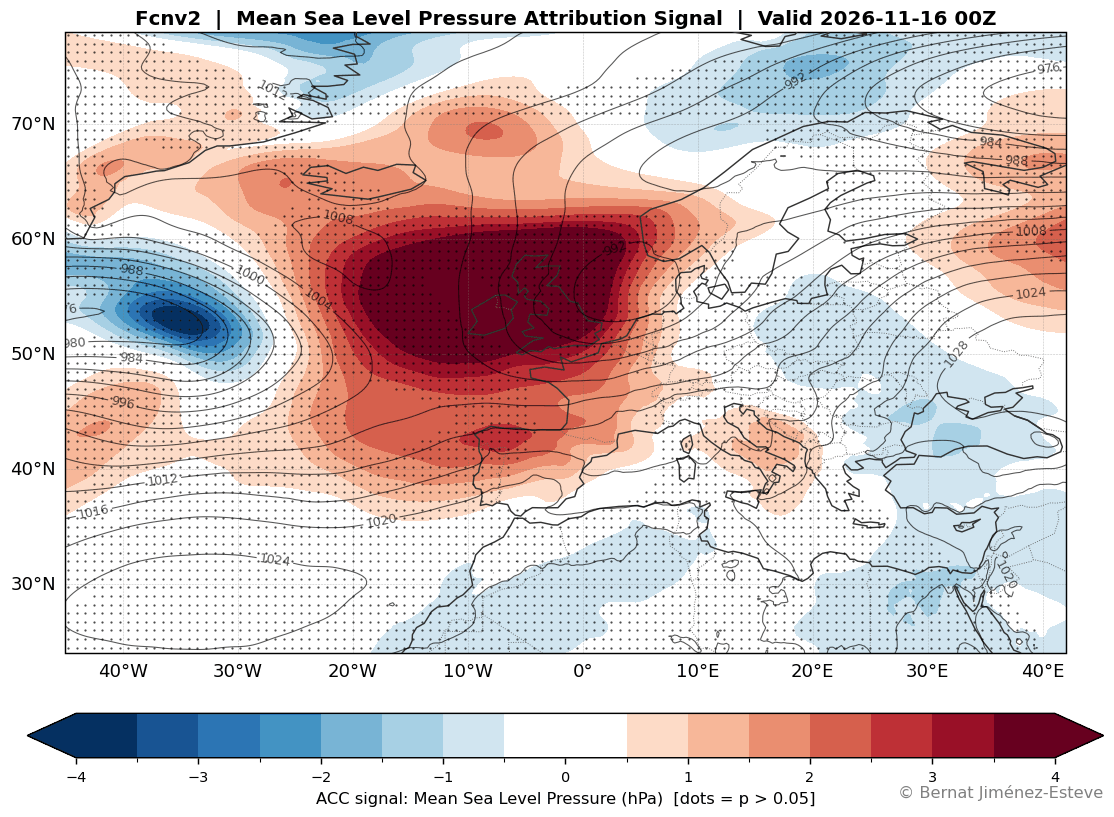 Fcnv2 | Mean Sea Level Pressure Attribution Signal | Valid 2026-11-16 00Z
70°N
60°N
50°N
40°N
30°N
1012
992
976
984
988
1008
1008
988
1000
1004
992
1024
6
980
984
996
1028
1012
1016
1020
1024
1020
40°W 30°W 20°W 10°W 0° 10°E 20°E 30°E 40°E
−4 −3 −2 −1 0 1 2 3 4
ACC signal: Mean Sea Level Pressure (hPa) [dots = p > 0.05]
© Bernat Jiménez-Esteve